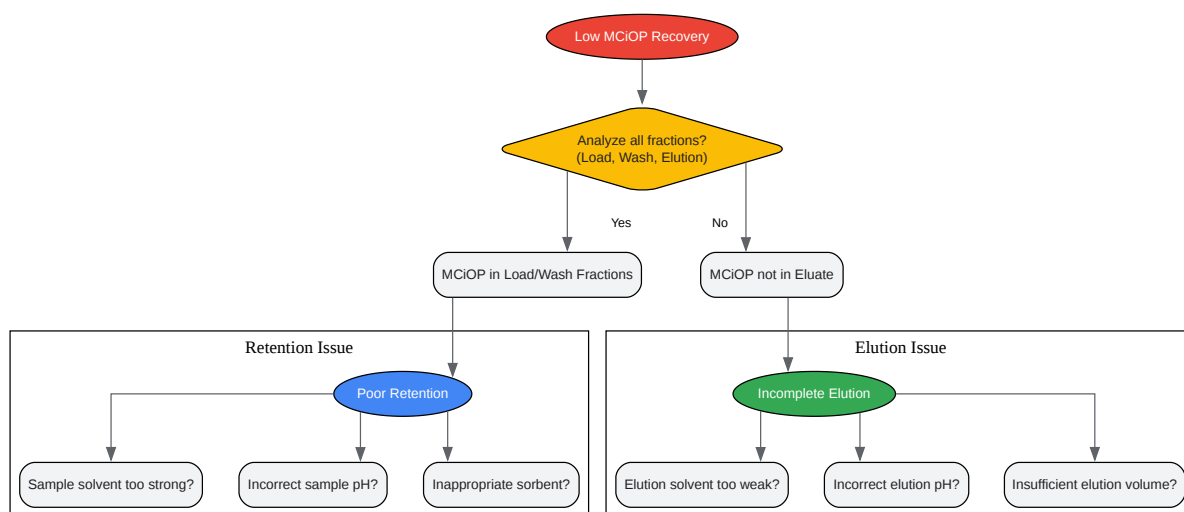 Low MCiOP Recovery
Analyze all fractions?
(Load, Wash, Elution)
Yes
No
MCiOP in Load/Wash Fractions
MCiOP not in Eluate
Retention Issue
Elution Issue
Poor Retention
Incomplete Elution
Sample solvent too strong?
Incorrect sample pH?
Inappropriate sorbent?
Elution solvent too weak?
Incorrect elution pH?
Insufficient elution volume?